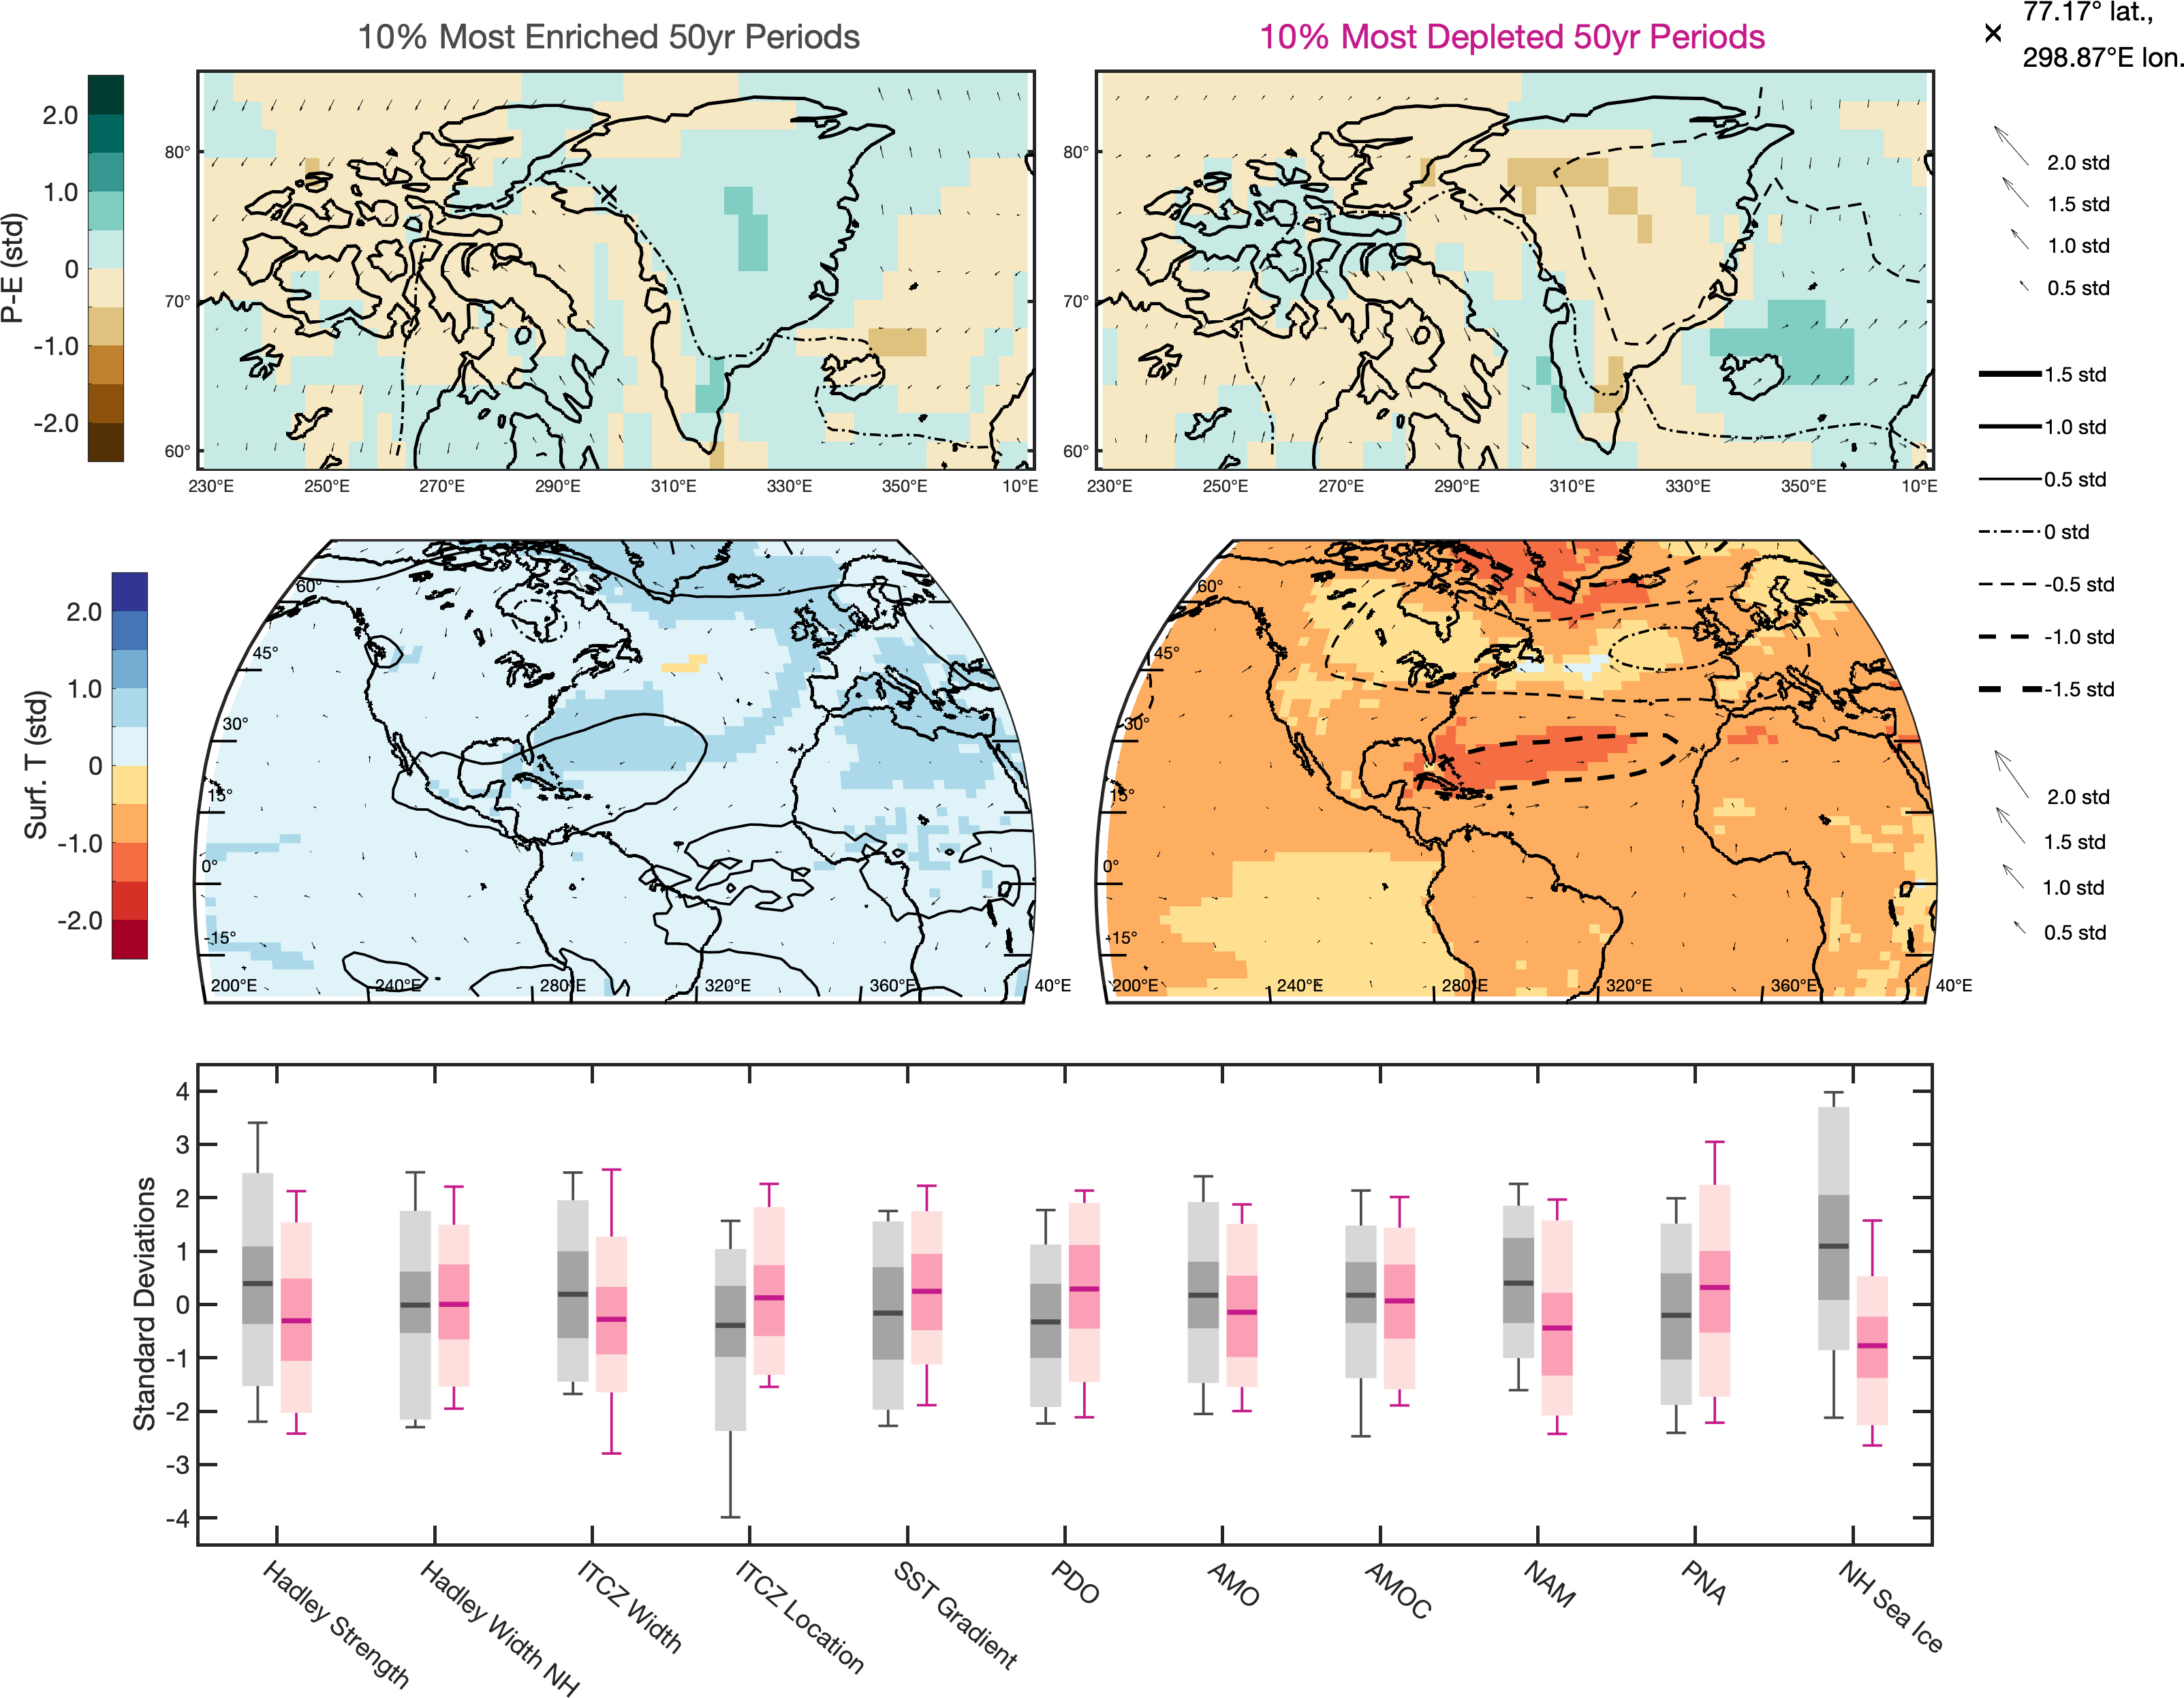 10% Most Enriched 50yr Periods
10% Most Depleted 50yr Periods
77.17° lat.,
298.87°E lon.
P-E (std)
2.0
1.0
0
-1.0
-2.0
80°
70°
60°
230°E 250°E 270°E 290°E 310°E 330°E 350°E 10°E
80°
70°
60°
230°E 250°E 270°E 290°E 310°E 330°E 350°E 10°E
2.0 std
1.5 std
1.0 std
0.5 std
1.5 std
1.0 std
0.5 std
0 std
-0.5 std
-1.0 std
-1.5 std
2.0 std
1.5 std
1.0 std
0.5 std
Surf. T (std)
2.0
1.0
0
-1.0
-2.0
60°
45°
30°
15°
0°
-15°
200°E 240°E 280°E 320°E 360°E 40°E
60°
45°
30°
15°
0°
-15°
200°E 240°E 280°E 320°E 360°E 40°E
Standard Deviations
4
3
2
1
0
-1
-2
-3
-4
Hadley Strength
Hadley Width NH
ITCZ Width
ITCZ Location
SST Gradient
PDO
AMO
AMOC
NAM
PNA
NH Sea Ice